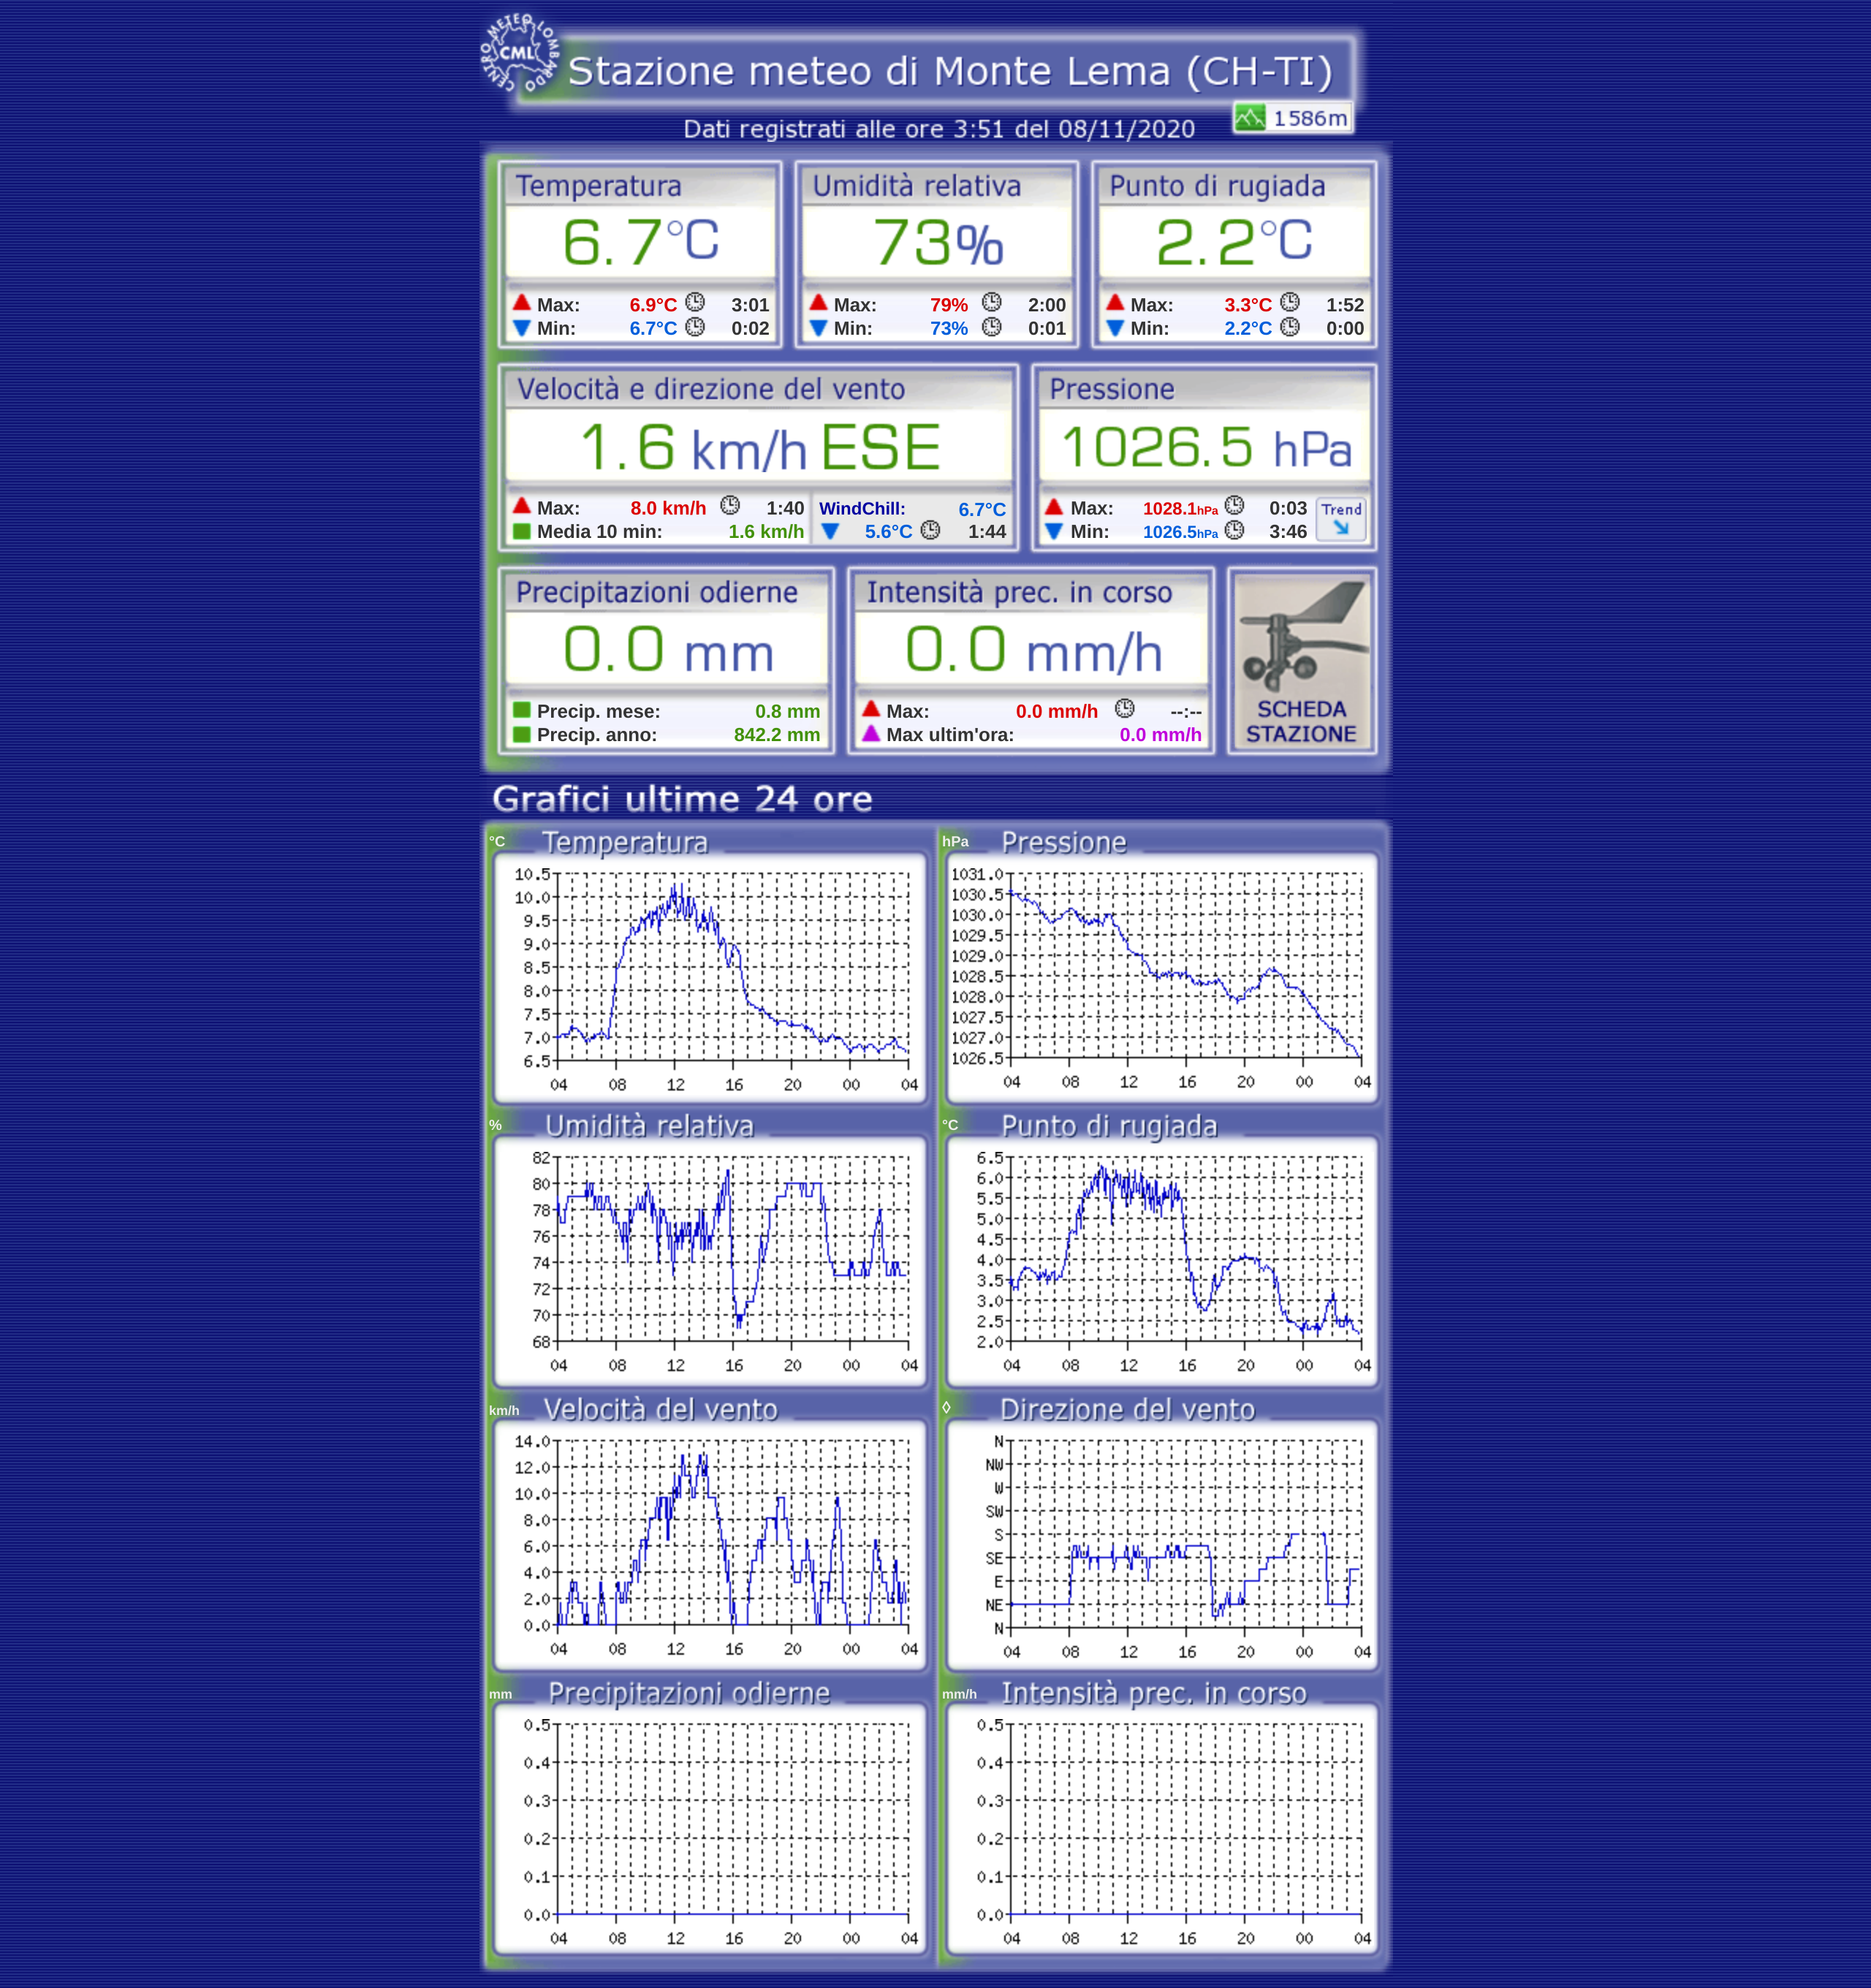 CENTRO METEO LOMBARDO
CML
Stazione meteo di Monte Lema (CH-TI)
1586m
Dati registrati alle ore 3:51 del 08/11/2020
Temperatura
6.7°C
Max: 6.9°C 3:01
Min: 6.7°C 0:02
Umidità relativa
73%
Max: 79% 2:00
Min: 73% 0:01
Punto di rugiada
2.2°C
Max: 3.3°C 1:52
Min: 2.2°C 0:00
Velocità e direzione del vento
1.6 km/h ESE
Max: 8.0 km/h 1:40
Media 10 min: 1.6 km/h
WindChill: 6.7°C
5.6°C 1:44
Pressione
1026.5 hPa
Max: 1028.1hPa 0:03
Min: 1026.5hPa 3:46
Trend
Precipitazioni odierne
0.0 mm
Precip. mese: 0.8 mm
Precip. anno: 842.2 mm
Intensità prec. in corso
0.0 mm/h
Max: 0.0 mm/h --:--
Max ultim'ora: 0.0 mm/h
SCHEDA
STAZIONE
Grafici ultime 24 ore
°C Temperatura
10.5
10.0
9.5
9.0
8.5
8.0
7.5
7.0
6.5
04 08 12 16 20 00 04
hPa Pressione
1031.0
1030.5
1030.0
1029.5
1029.0
1028.5
1028.0
1027.5
1027.0
1026.5
04 08 12 16 20 00 04
% Umidità relativa
82
80
78
76
74
72
70
68
04 08 12 16 20 00 04
°C Punto di rugiada
6.5
6.0
5.5
5.0
4.5
4.0
3.5
3.0
2.5
2.0
04 08 12 16 20 00 04
km/h Velocità del vento
14.0
12.0
10.0
8.0
6.0
4.0
2.0
0.0
04 08 12 16 20 00 04
◊ Direzione del vento
N
NW
W
SW
S
SE
E
NE
N
04 08 12 16 20 00 04
mm Precipitazioni odierne
0.5
0.4
0.3
0.2
0.1
0.0
04 08 12 16 20 00 04
mm/h Intensità prec. in corso
0.5
0.4
0.3
0.2
0.1
0.0
04 08 12 16 20 00 04